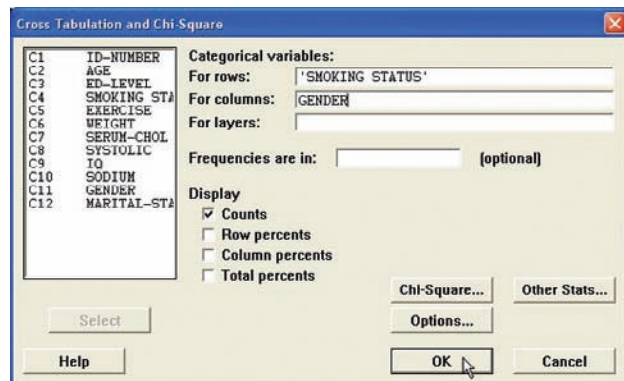 Cross Tabulation and Chi-Square
C1 ID-NUMBER
C2 AGE
C3 ED-LEVEL
C4 SMOKING STA
C5 EXERCISE
C6 WEIGHT
C7 SERUM-CHOL
C8 SYSTOLIC
C9 IQ
C10 SODIUM
C11 GENDER
C12 MARITAL-STA
Categorical variables:
For rows: 'SMOKING STATUS'
For columns: GENDER
For layers:
Frequencies are in: (optional)
Display
Counts
Row percents
Column percents
Total percents
Chi-Square... Other Stats...
Select Options...
Help OK Cancel